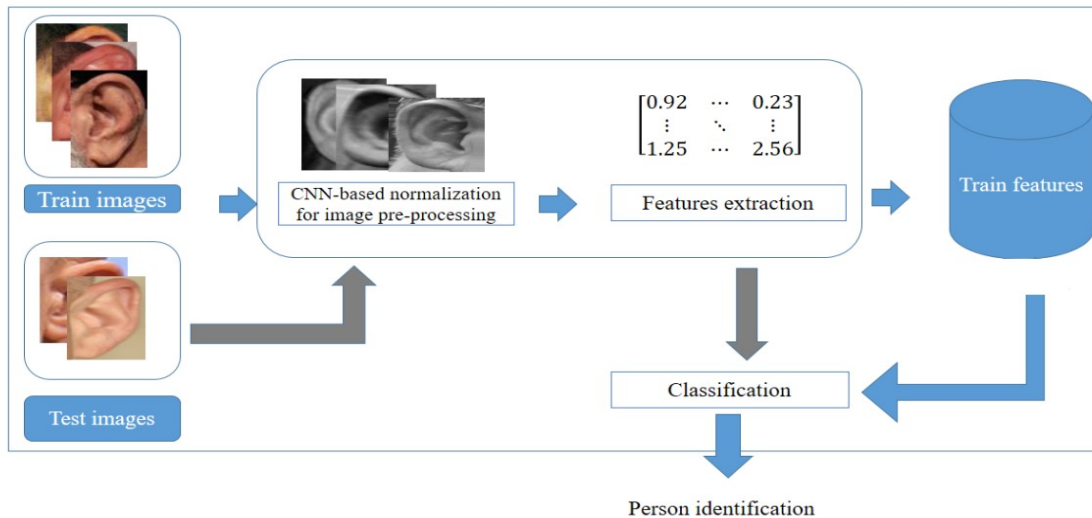 Train images
CNN-based normalization
for image pre-processing
0.92 ⋯ 0.23
⋮ ⋱ ⋮
1.25 ⋯ 2.56
Features extraction
Train features
Test images
Classification
Person identification